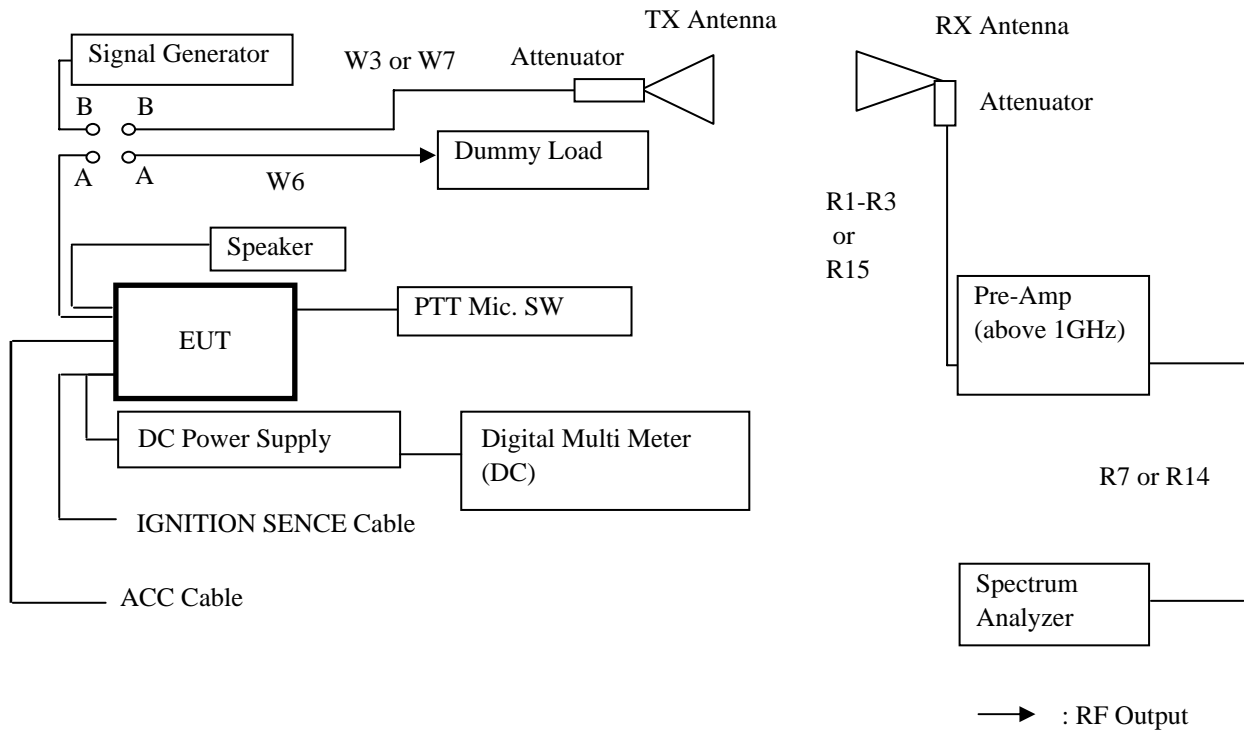 TX Antenna
RX Antenna
Signal Generator
W3 or W7
Attenuator
Attenuator
B
B
A
A
W6
Dummy Load
R1-R3
or
R15
Speaker
EUT
PTT Mic. SW
Pre-Amp
(above 1GHz)
DC Power Supply
Digital Multi Meter
(DC)
R7 or R14
IGNITION SENCE Cable
ACC Cable
Spectrum
Analyzer
: RF Output